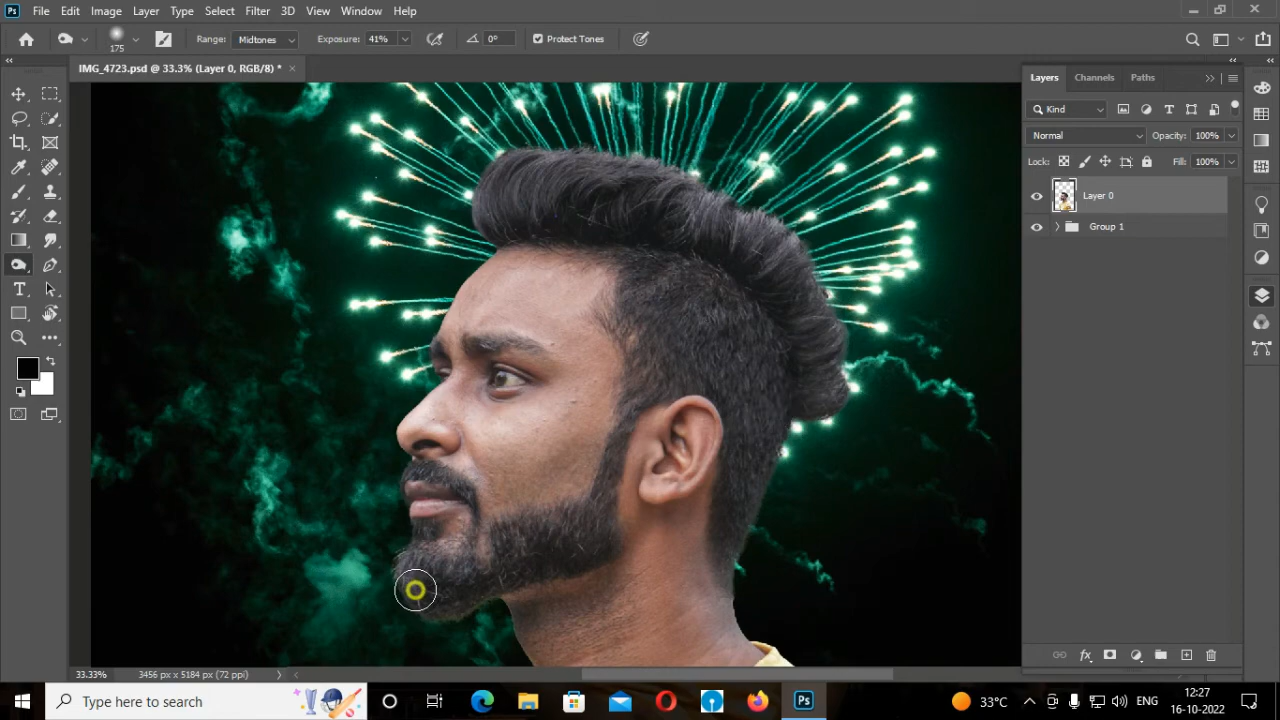 Ps File Edit Image Layer Type Select Filter 3D View Window Help
175 Range: Midtones Exposure: 41% 0° Protect Tones
IMG_4723.psd @ 33.3% (Layer 0, RGB/8) * ×
Layers Channels Paths
Kind
Normal Opacity: 100%
Lock: Fill: 100%
Layer 0
Group 1
T
fx
33.33% 3456 px x 5184 px (72 ppi)
Type here to search Ps 33°C ENG 12:27
16-10-2022